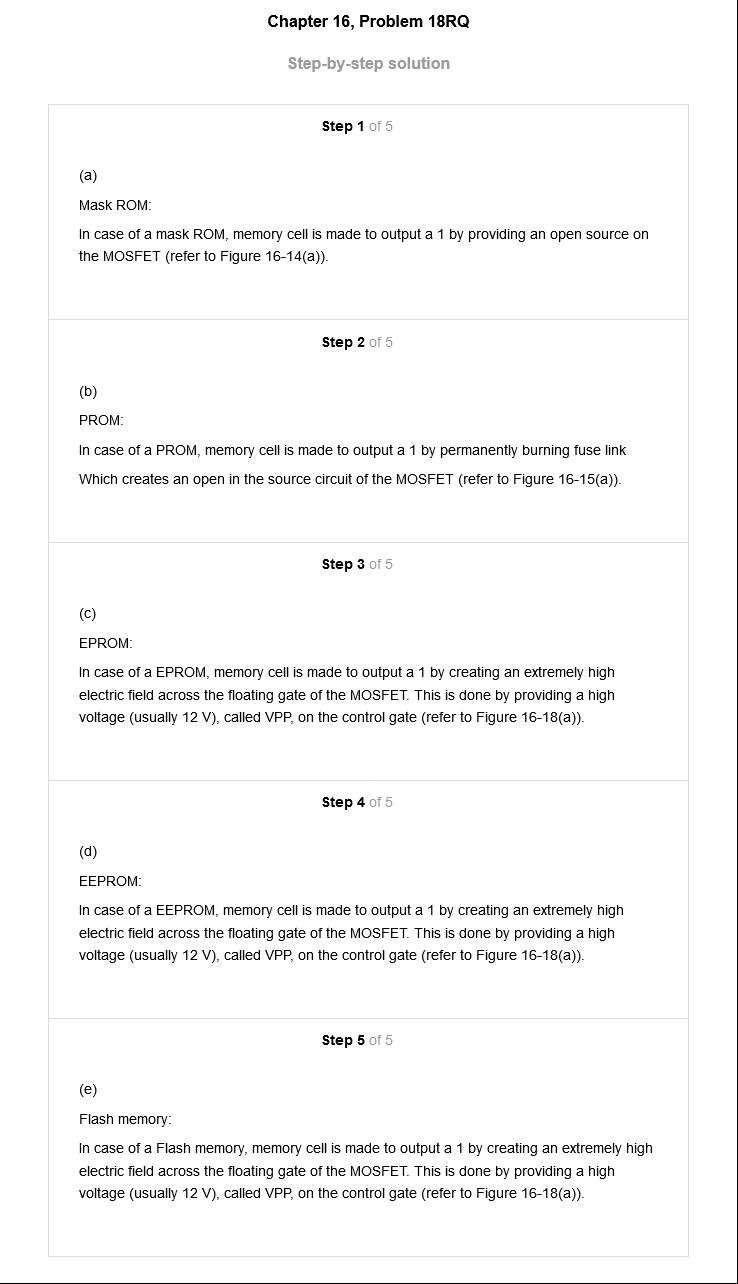 Chapter 16, Problem 18RQ
Step-by-step solution
Step 1 of 5
(a)
Mask ROM:
In case of a mask ROM, memory cell is made to output a 1 by providing an open source on
the MOSFET (refer to Figure 16-14(a)).
Step 2 of 5
(b)
PROM:
In case of a PROM, memory cell is made to output a 1 by permanently burning fuse link
Which creates an open in the source circuit of the MOSFET (refer to Figure 16-15(a)).
Step 3 of 5
(c)
EPROM:
In case of a EPROM, memory cell is made to output a 1 by creating an extremely high
electric field across the floating gate of the MOSFET. This is done by providing a high
voltage (usually 12 V), called VPP, on the control gate (refer to Figure 16-18(a)).
Step 4 of 5
(d)
EEPROM:
In case of a EEPROM, memory cell is made to output a 1 by creating an extremely high
electric field across the floating gate of the MOSFET. This is done by providing a high
voltage (usually 12 V), called VPP, on the control gate (refer to Figure 16-18(a)).
Step 5 of 5
(e)
Flash memory:
In case of a Flash memory, memory cell is made to output a 1 by creating an extremely high
electric field across the floating gate of the MOSFET. This is done by providing a high
voltage (usually 12 V), called VPP, on the control gate (refer to Figure 16-18(a)).